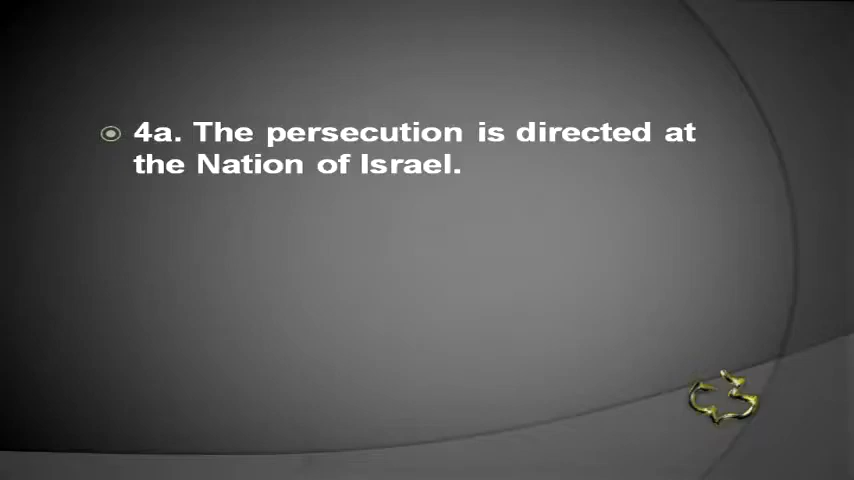 4a. The persecution is directed at
the Nation of Israel.